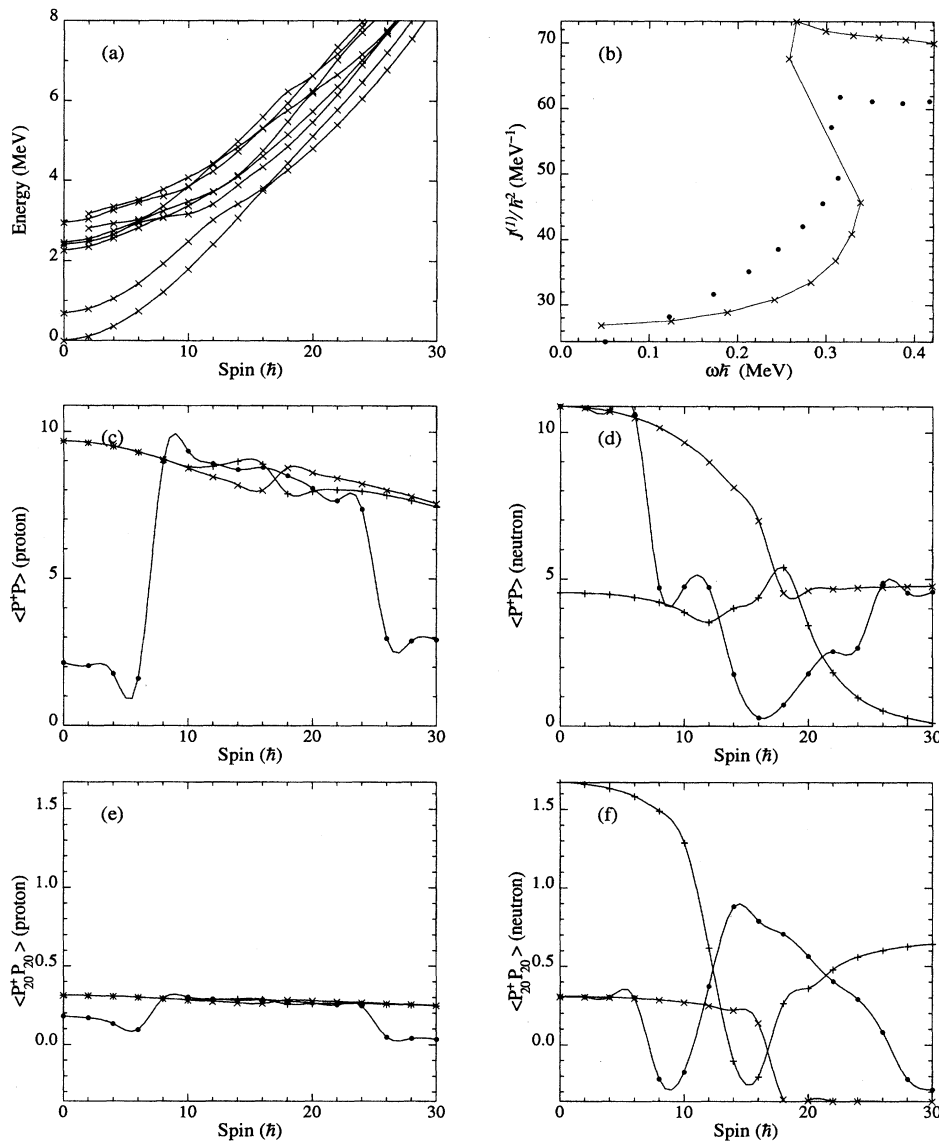 (a)
8
6
4
2
0
Energy (MeV)
0 10 20 30
Spin (ħ)
(b)
70
60
50
40
30
J⁽ᴵ⁾/ħ² (MeV⁻¹)
0.0 0.1 0.2 0.3 0.4
ωħ (MeV)
(c)
10
5
0
<P⁺P> (proton)
0 10 20 30
Spin (ħ)
(d)
10
5
0
<P⁺P> (neutron)
0 10 20 30
Spin (ħ)
(e)
1.5
1.0
0.5
0.0
<P₂₀⁺P₂₀> (proton)
0 10 20 30
Spin (ħ)
(f)
1.5
1.0
0.5
0.0
<P₂₀⁺P₂₀> (neutron)
0 10 20 30
Spin (ħ)